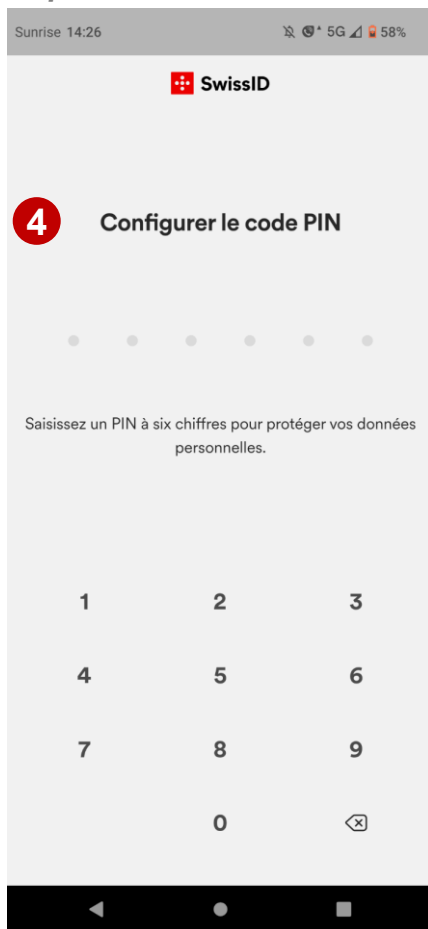 Sunrise 14:26 5G 58%
SwissID
4 Configurer le code PIN
Saisissez un PIN à six chiffres pour protéger vos données
personnelles.
1 2 3
4 5 6
7 8 9
0